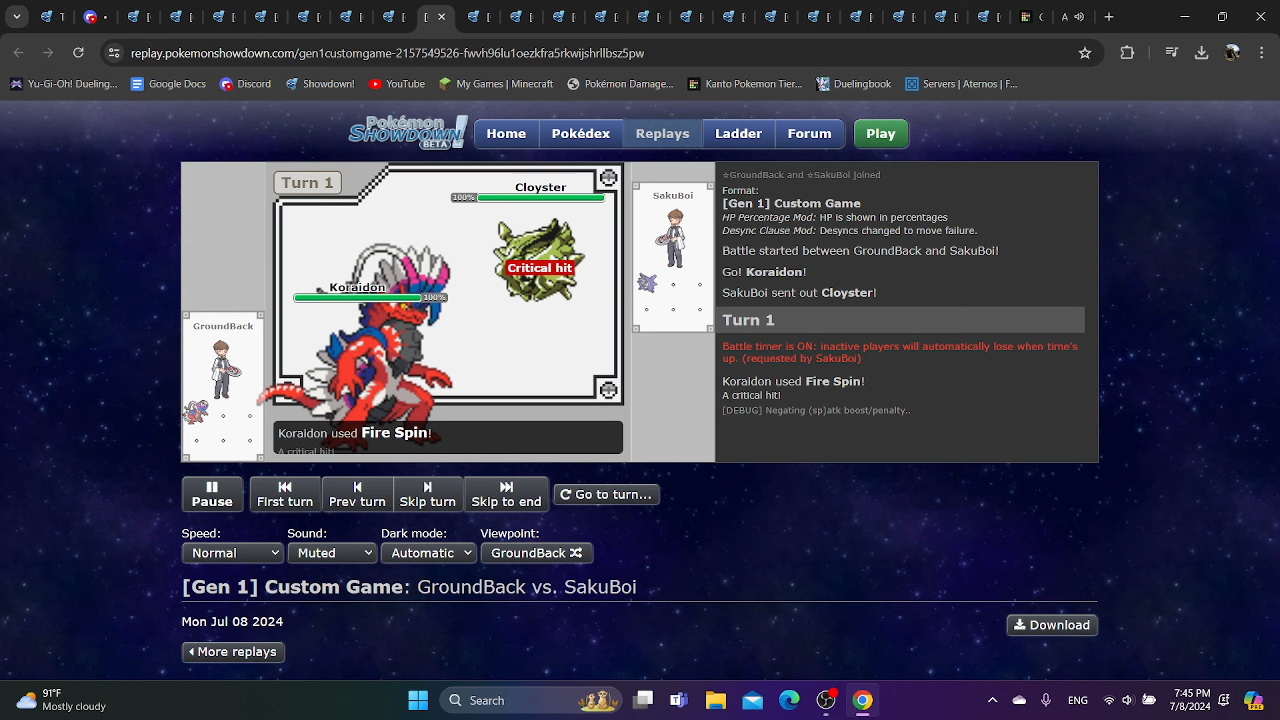 replay.pokemonshowdown.com/gen1customgame-2157549526-fwvh96lu1oezkfra5rkwijshrllbsz5pw
Yu-Gi-Oh! Dueling...
Google Docs
Discord
Showdown!
YouTube
My Games | Minecraft
Pokémon Damage...
Kanto Pokemon Tier...
Duelingbook
Servers | Aternos | F...
Pokémon
SHOWDOWN!
BETA
Home
Pokédex
Replays
Ladder
Forum
Play
Turn 1
Cloyster
100%
Critical hit
Koraidon
100%
GroundBack
SakuBoi
Koraidon used Fire Spin!
A critical hit!
☆GroundBack and ☆SakuBoi joined
Format:
[Gen 1] Custom Game
HP Percentage Mod: HP is shown in percentages
Desync Clause Mod: Desyncs changed to move failure.
Battle started between GroundBack and SakuBoi!
Go! Koraidon!
SakuBoi sent out Cloyster!
Turn 1
Battle timer is ON: inactive players will automatically lose when time's
up. (requested by SakuBoi)
Koraidon used Fire Spin!
A critical hit!
[DEBUG] Negating (sp)atk boost/penalty..
Pause
First turn
Prev turn
Skip turn
Skip to end
Go to turn...
Speed:
Sound:
Dark mode:
Viewpoint:
Normal
Muted
Automatic
GroundBack
[Gen 1] Custom Game: GroundBack vs. SakuBoi
Mon Jul 08 2024
Download
More replays
91°F
Mostly cloudy
Search
ENG
7:45 PM
7/8/2024
PRE